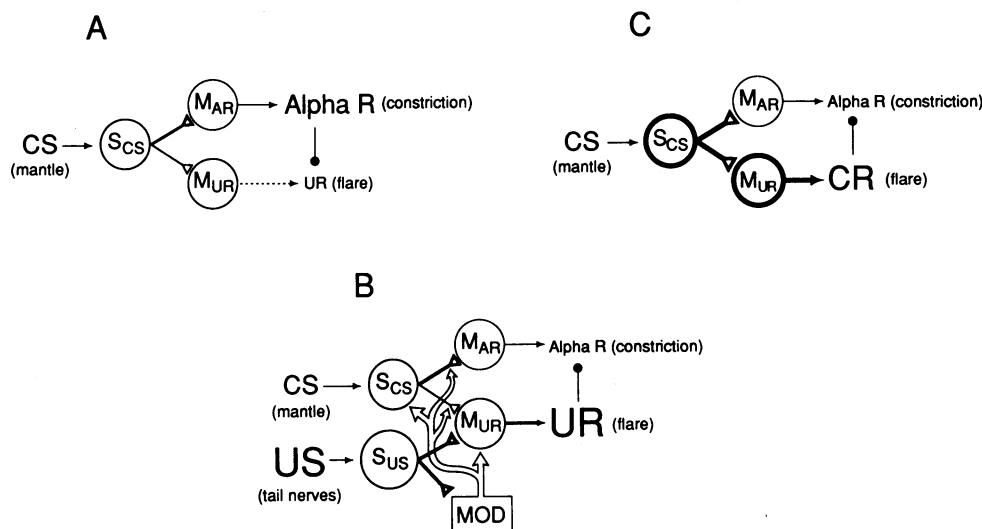 A
CS
(mantle)
SCS
MAR
Alpha R (constriction)
MUR
UR (flare)
C
CS
(mantle)
SCS
MAR
Alpha R (constriction)
MUR
CR (flare)
B
CS
(mantle)
SCS
MAR
Alpha R (constriction)
MUR
UR (flare)
US
(tail nerves)
SUS
MOD